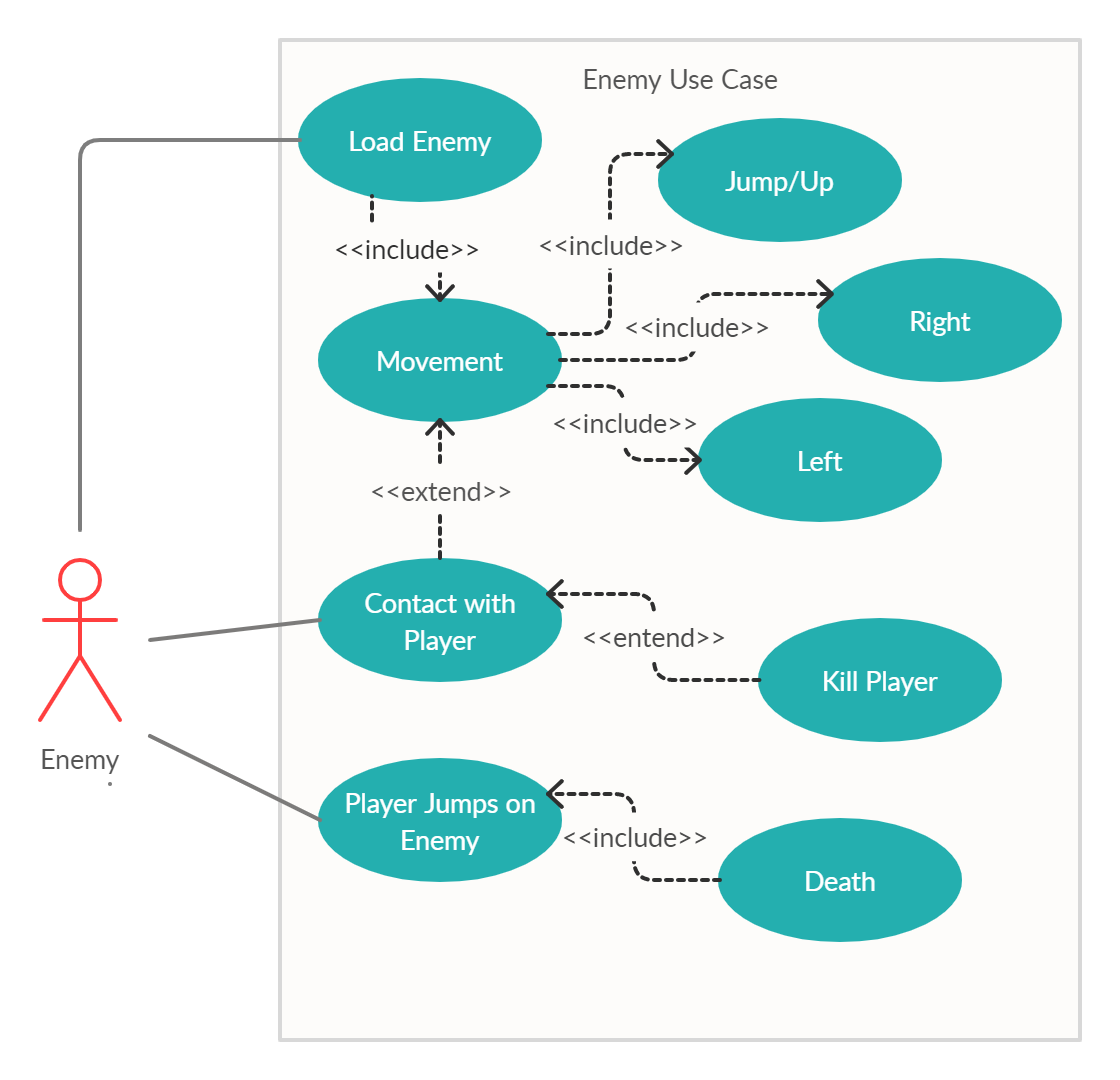 Enemy Use Case
Load Enemy
Jump/Up
<<include>>
<<include>>
Right
<<include>>
Movement
<<include>>
Left
<<extend>>
Contact with
Player
<<entend>>
Kill Player
Enemy
Player Jumps on
Enemy
<<include>>
Death